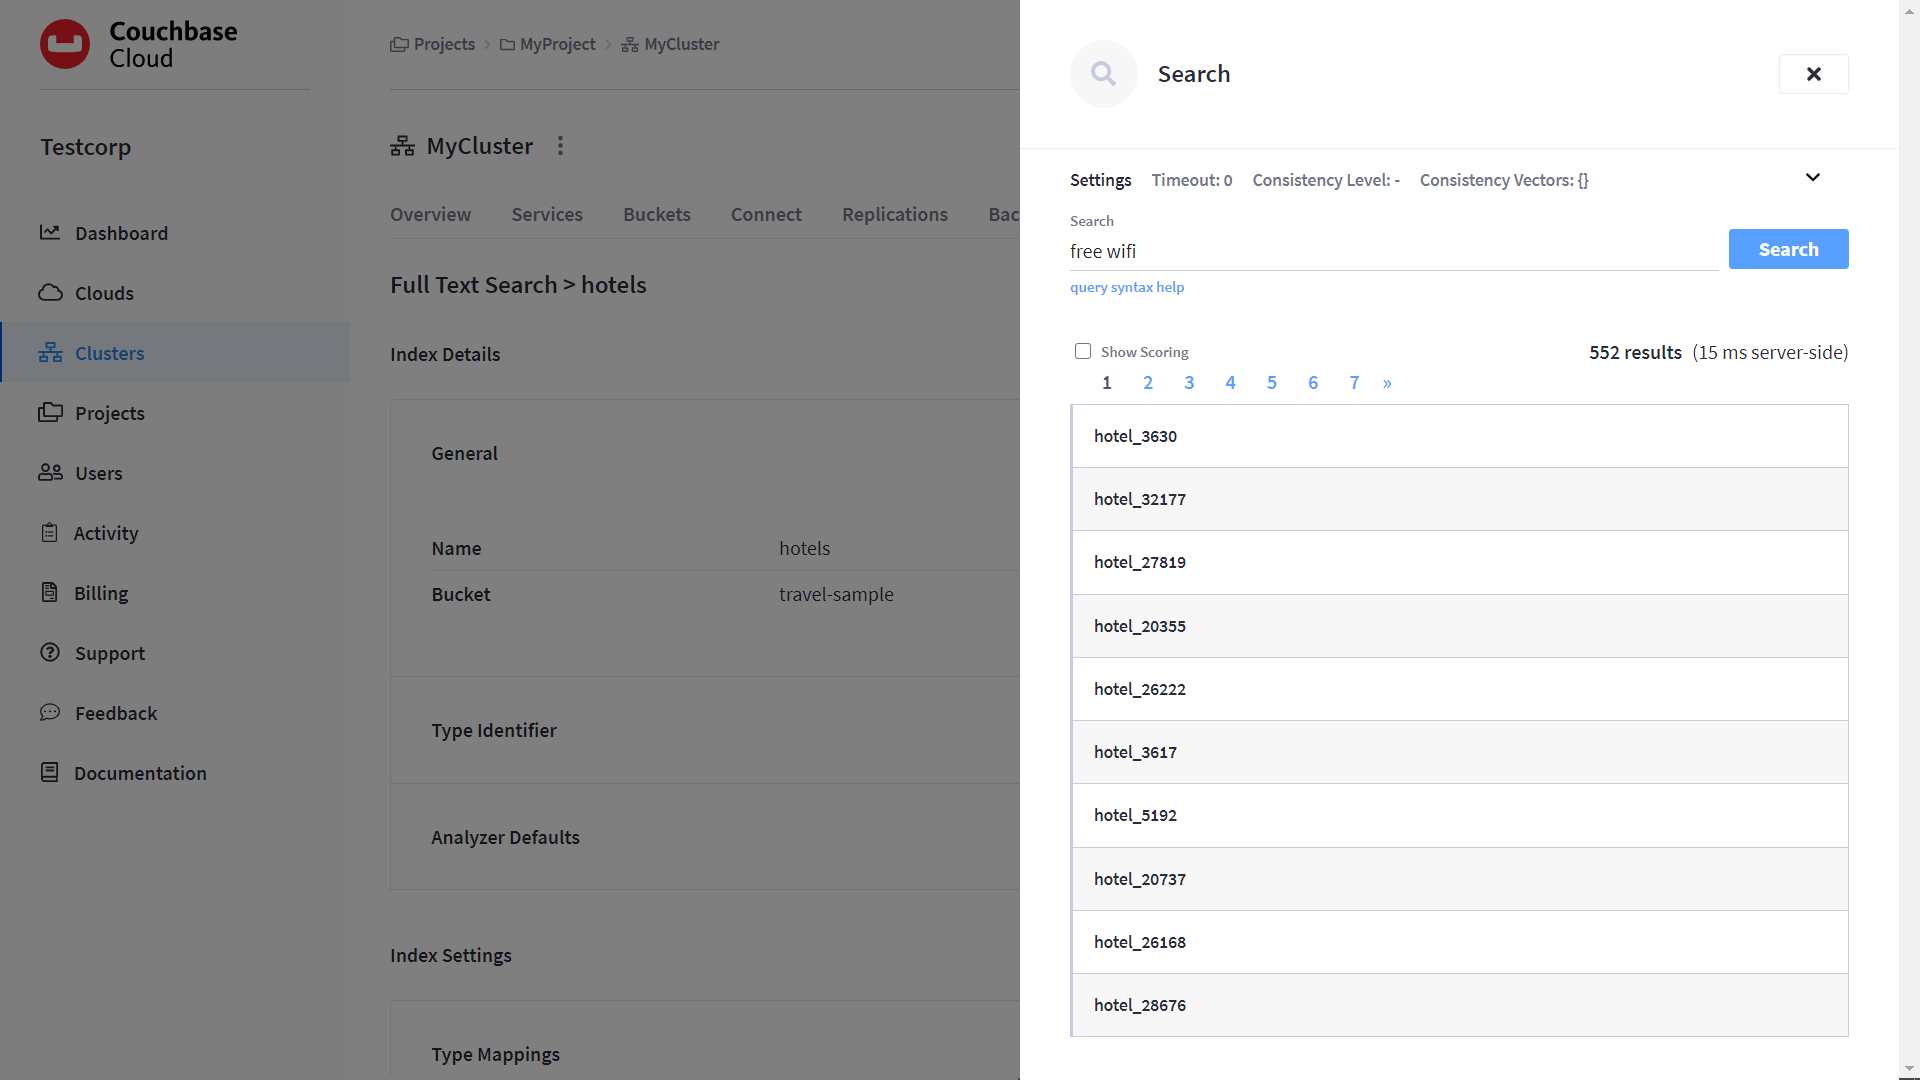 Couchbase
Cloud
Testcorp
Dashboard
Clouds
Clusters
Projects
Users
Activity
Billing
Support
Feedback
Documentation
Projects > MyProject > MyCluster
MyCluster
Overview Services Buckets Connect Replications Bac
Full Text Search > hotels
Index Details
General
Name hotels
Bucket travel-sample
Type Identifier
Analyzer Defaults
Index Settings
Type Mappings
Search
Settings Timeout: 0 Consistency Level: - Consistency Vectors: {}
Search
free wifi
Search
query syntax help
Show Scoring
552 results (15 ms server-side)
1 2 3 4 5 6 7 »
hotel_3630
hotel_32177
hotel_27819
hotel_20355
hotel_26222
hotel_3617
hotel_5192
hotel_20737
hotel_26168
hotel_28676